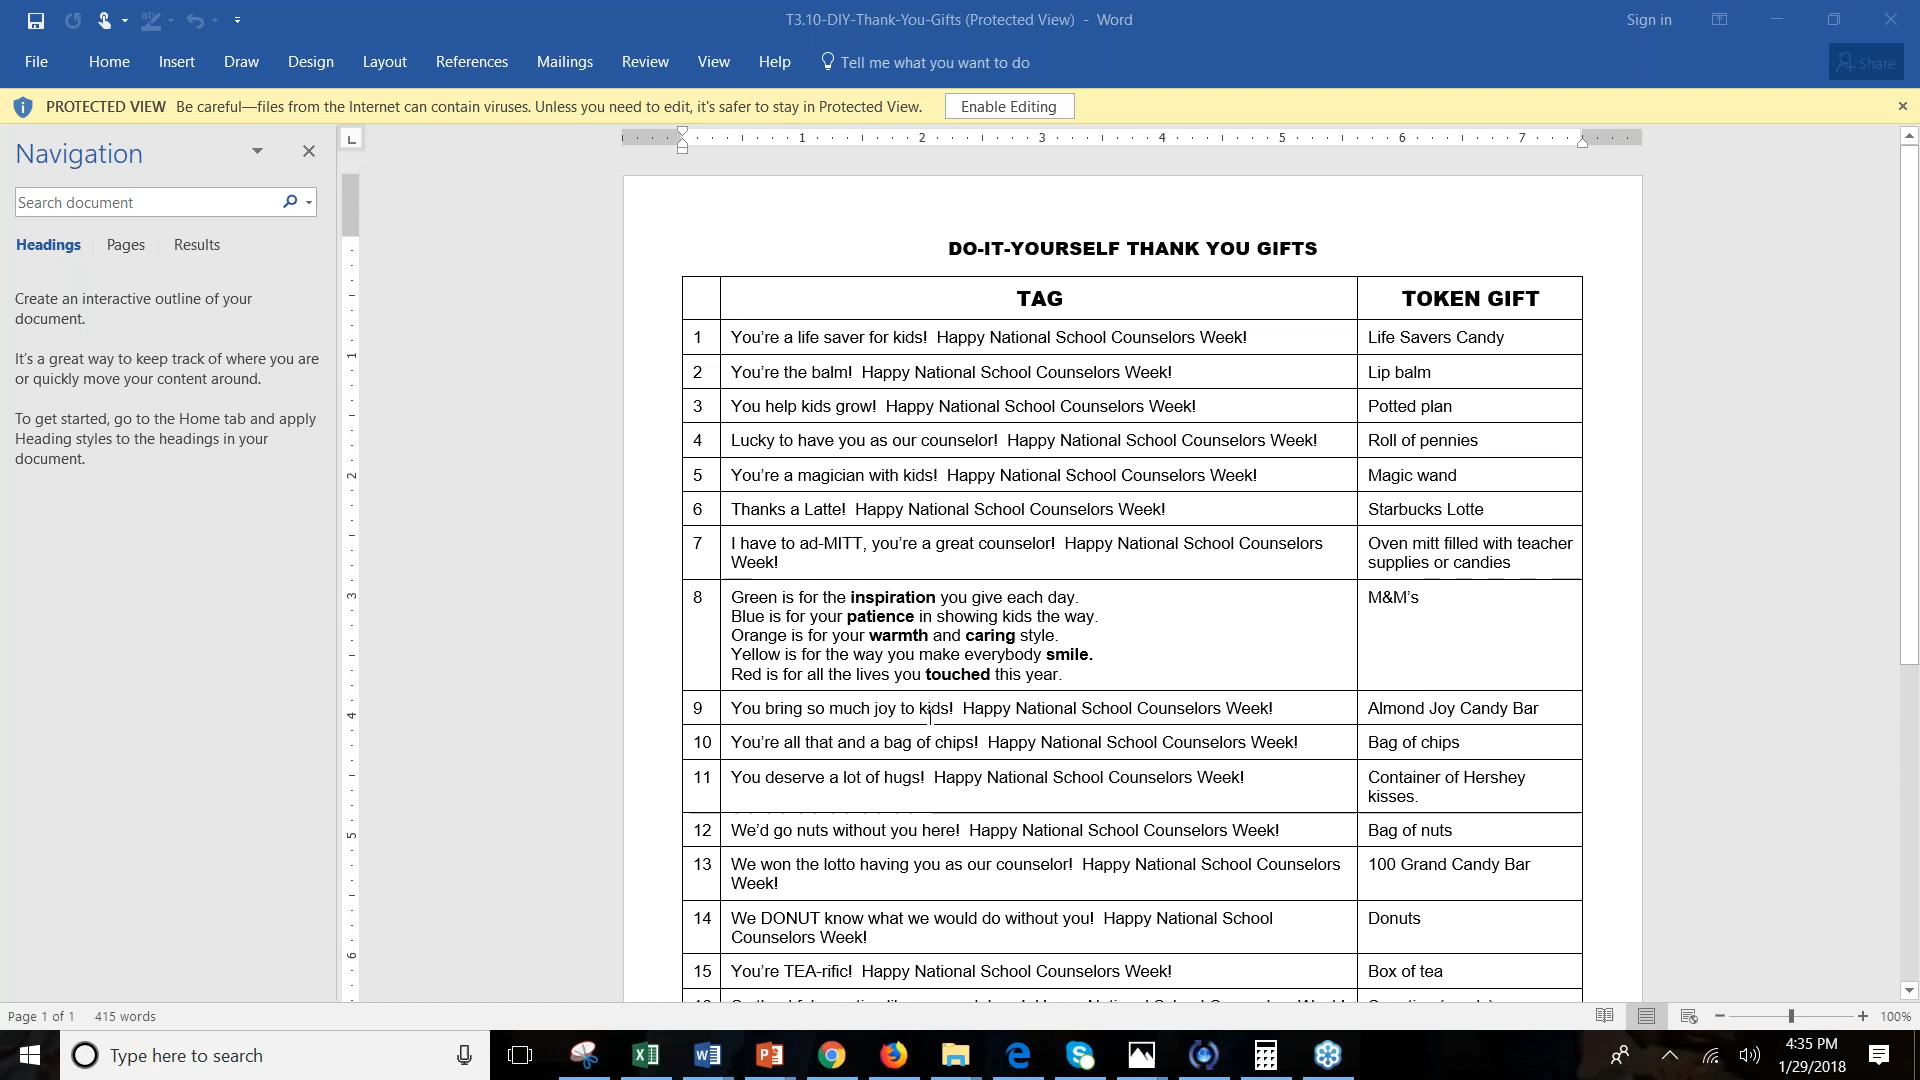 T3.10-DIY-Thank-You-Gifts (Protected View) - Word
Sign in
File Home Insert Draw Design Layout References Mailings Review View Help Tell me what you want to do
Share
PROTECTED VIEW Be careful—files from the Internet can contain viruses. Unless you need to edit, it's safer to stay in Protected View. Enable Editing
Navigation
Search document
Headings Pages Results
Create an interactive outline of your
document.
It's a great way to keep track of where you are
or quickly move your content around.
To get started, go to the Home tab and apply
Heading styles to the headings in your
document.
L
1 2 3 4 5 6 7
1
2
3
4
5
6
DO-IT-YOURSELF THANK YOU GIFTS
TAG TOKEN GIFT
1 You're a life saver for kids! Happy National School Counselors Week! Life Savers Candy
2 You're the balm! Happy National School Counselors Week! Lip balm
3 You help kids grow! Happy National School Counselors Week! Potted plan
4 Lucky to have you as our counselor! Happy National School Counselors Week! Roll of pennies
5 You're a magician with kids! Happy National School Counselors Week! Magic wand
6 Thanks a Latte! Happy National School Counselors Week! Starbucks Lotte
7 I have to ad-MITT, you're a great counselor! Happy National School Counselors Oven mitt filled with teacher
Week! supplies or candies
8 Green is for the inspiration you give each day. M&M's
Blue is for your patience in showing kids the way.
Orange is for your warmth and caring style.
Yellow is for the way you make everybody smile.
Red is for all the lives you touched this year.
9 You bring so much joy to kids! Happy National School Counselors Week! Almond Joy Candy Bar
10 You're all that and a bag of chips! Happy National School Counselors Week! Bag of chips
11 You deserve a lot of hugs! Happy National School Counselors Week! Container of Hershey
kisses.
12 We'd go nuts without you here! Happy National School Counselors Week! Bag of nuts
13 We won the lotto having you as our counselor! Happy National School Counselors 100 Grand Candy Bar
Week!
14 We DONUT know what we would do without you! Happy National School Donuts
Counselors Week!
15 You're TEA-rific! Happy National School Counselors Week! Box of tea
Page 1 of 1 415 words
100%
Type here to search
4:35 PM
1/29/2018